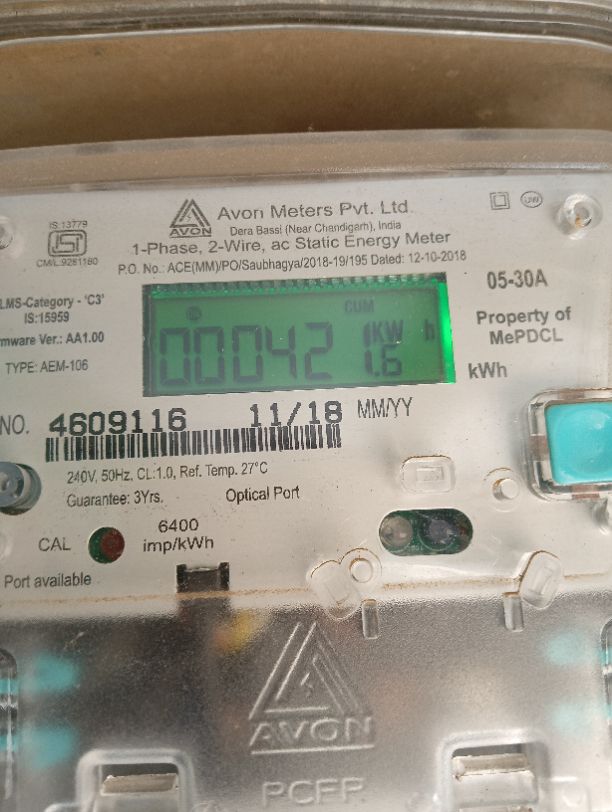 AVON
Avon Meters Pvt. Ltd.
Dera Bassi (Near Chandigarh), India
1-Phase, 2-Wire, ac Static Energy Meter
P.O. No.: ACE(MM)/PO/Saubhagya/2018-19/195 Dated: 12-10-2018
IS:13779
ISI
CM/L:9281160
UW
LMS-Category - 'C3'
IS:15959
mware Ver.: AA1.00
TYPE: AEM-106
CUM
000042 KW h
1.6
05-30A
Property of
MePDCL
kWh
NO. 4609116 11/18 MM/YY
240V, 50Hz, CL:1.0, Ref. Temp. 27°C
Guarantee: 3Yrs. Optical Port
CAL 6400
imp/kWh
Port available
AVON